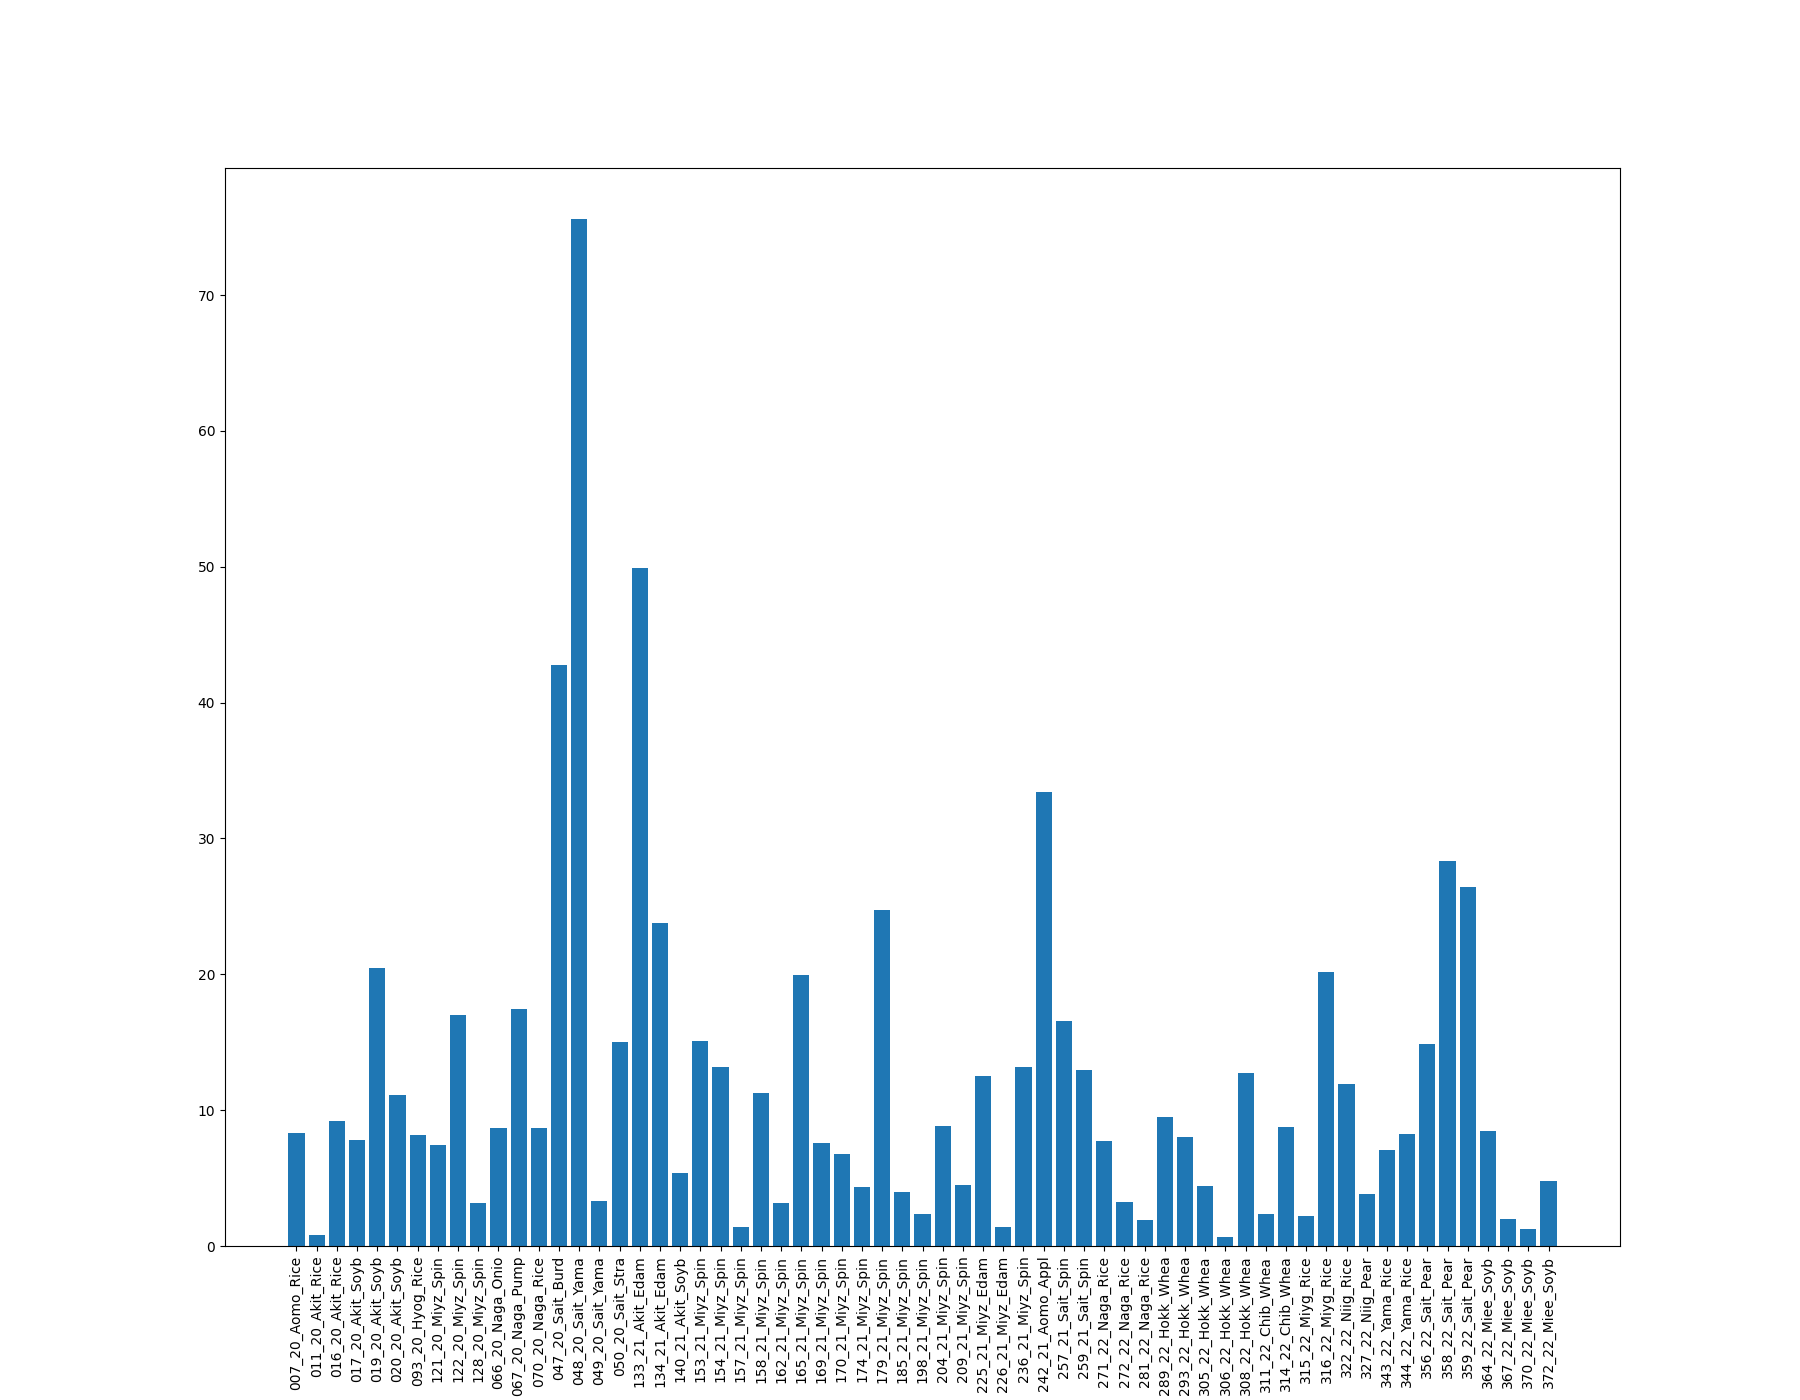 70
60
50
40
30
20
10
0
007_20_Aomo_Rice
011_20_Akit_Rice
016_20_Akit_Rice
017_20_Akit_Soyb
019_20_Akit_Soyb
020_20_Akit_Soyb
093_20_Hyog_Rice
121_20_Miyz_Spin
122_20_Miyz_Spin
128_20_Miyz_Spin
066_20_Naga_Onio
067_20_Naga_Pump
070_20_Naga_Rice
047_20_Sait_Burd
048_20_Sait_Yama
049_20_Sait_Yama
050_20_Sait_Stra
133_21_Akit_Edam
134_21_Akit_Edam
140_21_Akit_Soyb
153_21_Miyz_Spin
154_21_Miyz_Spin
157_21_Miyz_Spin
158_21_Miyz_Spin
162_21_Miyz_Spin
165_21_Miyz_Spin
169_21_Miyz_Spin
170_21_Miyz_Spin
174_21_Miyz_Spin
179_21_Miyz_Spin
185_21_Miyz_Spin
198_21_Miyz_Spin
204_21_Miyz_Spin
209_21_Miyz_Spin
225_21_Miyz_Edam
226_21_Miyz_Edam
236_21_Miyz_Spin
242_21_Aomo_Appl
257_21_Sait_Spin
259_21_Sait_Spin
271_22_Naga_Rice
272_22_Naga_Rice
281_22_Naga_Rice
289_22_Hokk_Whea
293_22_Hokk_Whea
305_22_Hokk_Whea
306_22_Hokk_Whea
308_22_Hokk_Whea
311_22_Chib_Whea
314_22_Chib_Whea
315_22_Miyg_Rice
316_22_Miyg_Rice
322_22_Niig_Rice
327_22_Niig_Pear
343_22_Yama_Rice
344_22_Yama_Rice
356_22_Sait_Pear
358_22_Sait_Pear
359_22_Sait_Pear
364_22_Miee_Soyb
367_22_Miee_Soyb
370_22_Miee_Soyb
372_22_Miee_Soyb